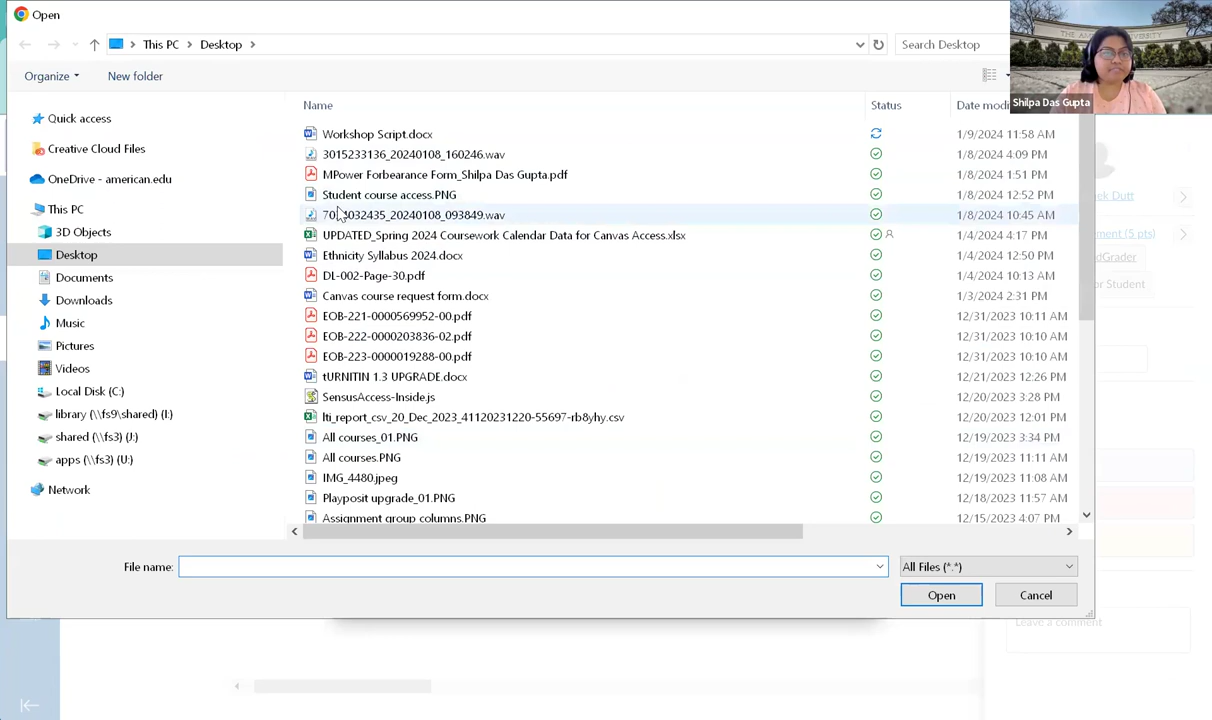 Open
This PC > Desktop >
Search Desktop
Organize
New folder
Shilpa Das Gupta
Name
Status
Date modi
Quick access
Creative Cloud Files
OneDrive - american.edu
This PC
3D Objects
Desktop
Documents
Downloads
Music
Pictures
Videos
Local Disk (C:)
library (\\fs9\shared) (I:)
shared (\\fs3) (J:)
apps (\\fs3) (U:)
Network
Workshop Script.docx 1/9/2024 11:58 AM
3015233136_20240108_160246.wav 1/8/2024 4:09 PM
MPower Forbearance Form_Shilpa Das Gupta.pdf 1/8/2024 1:51 PM
Student course access.PNG 1/8/2024 12:52 PM
1/8/2024 10:45 AM
UPDATED_Spring 2024 Coursework Calendar Data for Canvas Access.xlsx 1/4/2024 4:17 PM
Ethnicity Syllabus 2024.docx 1/4/2024 12:50 PM
DL-002-Page-30.pdf 1/4/2024 10:13 AM
Canvas course request form.docx 1/3/2024 2:31 PM
EOB-221-0000569952-00.pdf 12/31/2023 10:11 AM
EOB-222-0000203836-02.pdf 12/31/2023 10:10 AM
EOB-223-0000019288-00.pdf 12/31/2023 10:10 AM
tURNITIN 1.3 UPGRADE.docx 12/21/2023 12:26 PM
SensusAccess-Inside.js 12/20/2023 3:28 PM
lti_report_csv_20_Dec_2023_41120231220-55697-rb8yhy.csv 12/20/2023 12:01 PM
All courses_01.PNG 12/19/2023 3:34 PM
All courses.PNG 12/19/2023 11:11 AM
IMG_4480.jpeg 12/19/2023 11:08 AM
Playposit upgrade_01.PNG 12/18/2023 11:57 AM
Assignment group columns.PNG 12/15/2023 4:07 PM
File name:
All Files (*.*)
Open
Cancel
Dutt
(5 pts)
Grader
or Student
Leave a comment